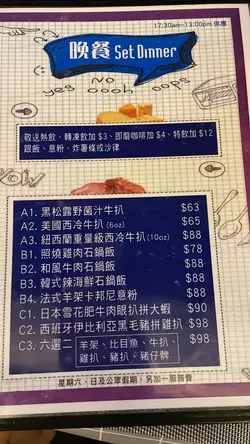 17:30am~13:00pm 供應
晚餐 Set Dinner
No
yes oooh oops
敬送熱飲、轉凍飲加 $3、即磨咖啡加 $4、特飲加 $12
跟飯、意粉、炸薯條或沙律
WOW
A1. 黑松露野菌汁牛扒 $63
A2. 美國西冷牛扒 (6oz) $65
A3. 紐西蘭重量級西冷牛扒(10oz) $88
B1. 照燒雞肉石鍋飯 $78
B2. 和風牛肉石鍋飯 $88
B3. 韓式辣海鮮石鍋飯 $88
B4. 法式羊架卡邦尼意粉 $88
C1. 日本雪花肥牛肉眼扒拼大蝦 $90
C2. 西班牙伊比利亞黑毛豬拼雞扒 $98
C3. 六選二 羊架、比目魚、牛扒、雞扒、豬扒、豬仔髀 $98
星期六、日及公眾假期，另加一服務費